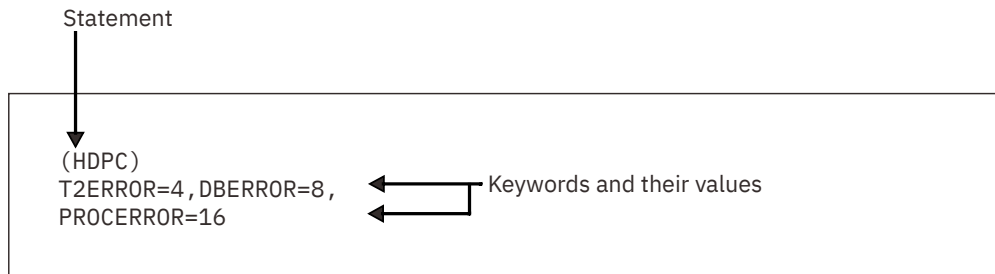 Statement
(HDPC)
T2ERROR=4,DBERROR=8,
Keywords and their values
PROCERROR=16